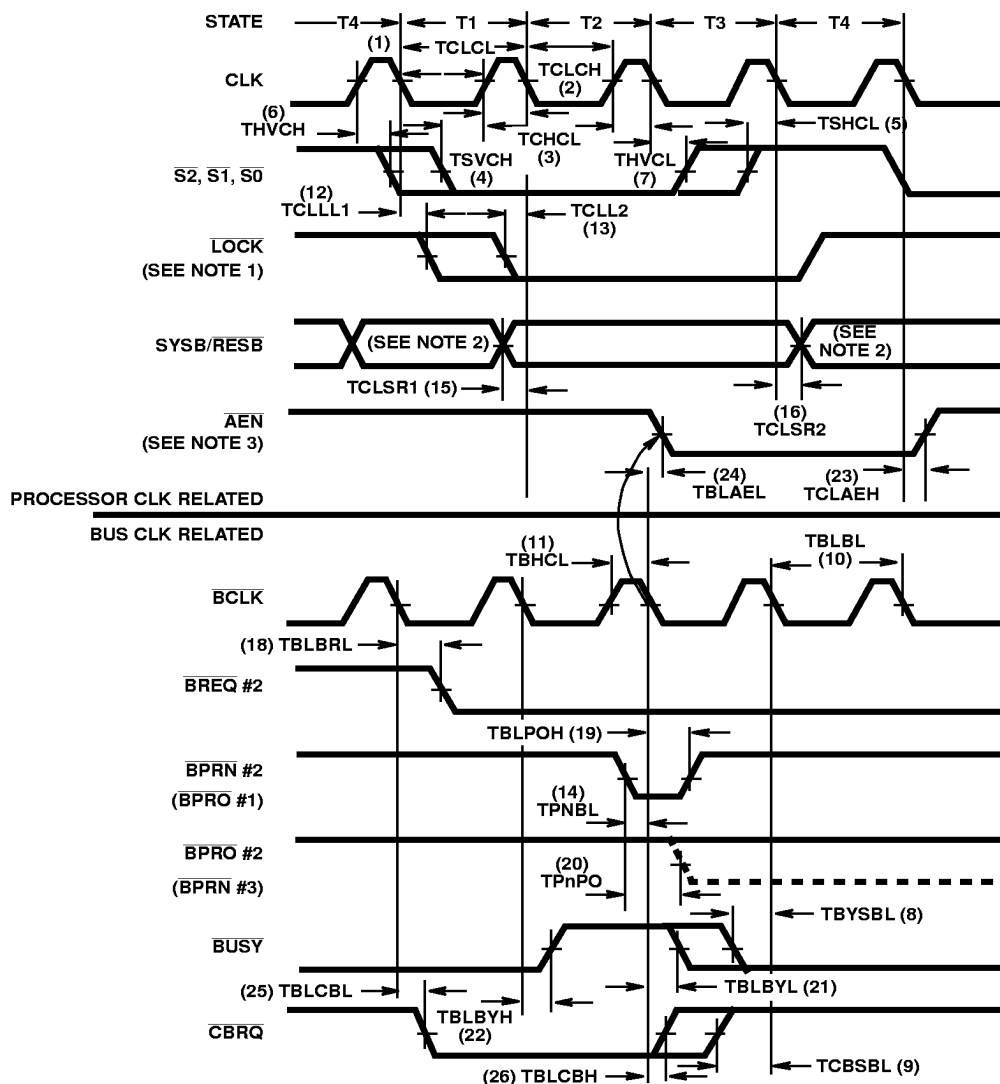 STATE T4 T1 T2 T3 T4
(1) TCLCL
CLK TCLCH
(2)
(6)
THVCH TCHCL
(3) TSHCL (5)
S2, S1, S0 TSVCH
(4) THVCL
(7)
(12)
TCLLL1 TCLL2
(13)
LOCK
(SEE NOTE 1)
SYSB/RESB (SEE NOTE 2) (SEE
NOTE 2)
TCLSR1 (15) (16)
TCLSR2
AEN
(SEE NOTE 3)
(24)
TBLAEL (23)
TCLAEH
PROCESSOR CLK RELATED
BUS CLK RELATED
(11)
TBHCL TBLBL
(10)
BCLK
(18) TBLBRL
BREQ #2
TBLPOH (19)
BPRN #2
(BPRO #1) (14)
TPNBL
BPRO #2
(BPRN #3) (20)
TPnPO
TBYSBL (8)
BUSY
(25) TBLCBL TBLBYH
(22) TBLBYL (21)
CBRQ
(26) TBLCBH TCBSBL (9)